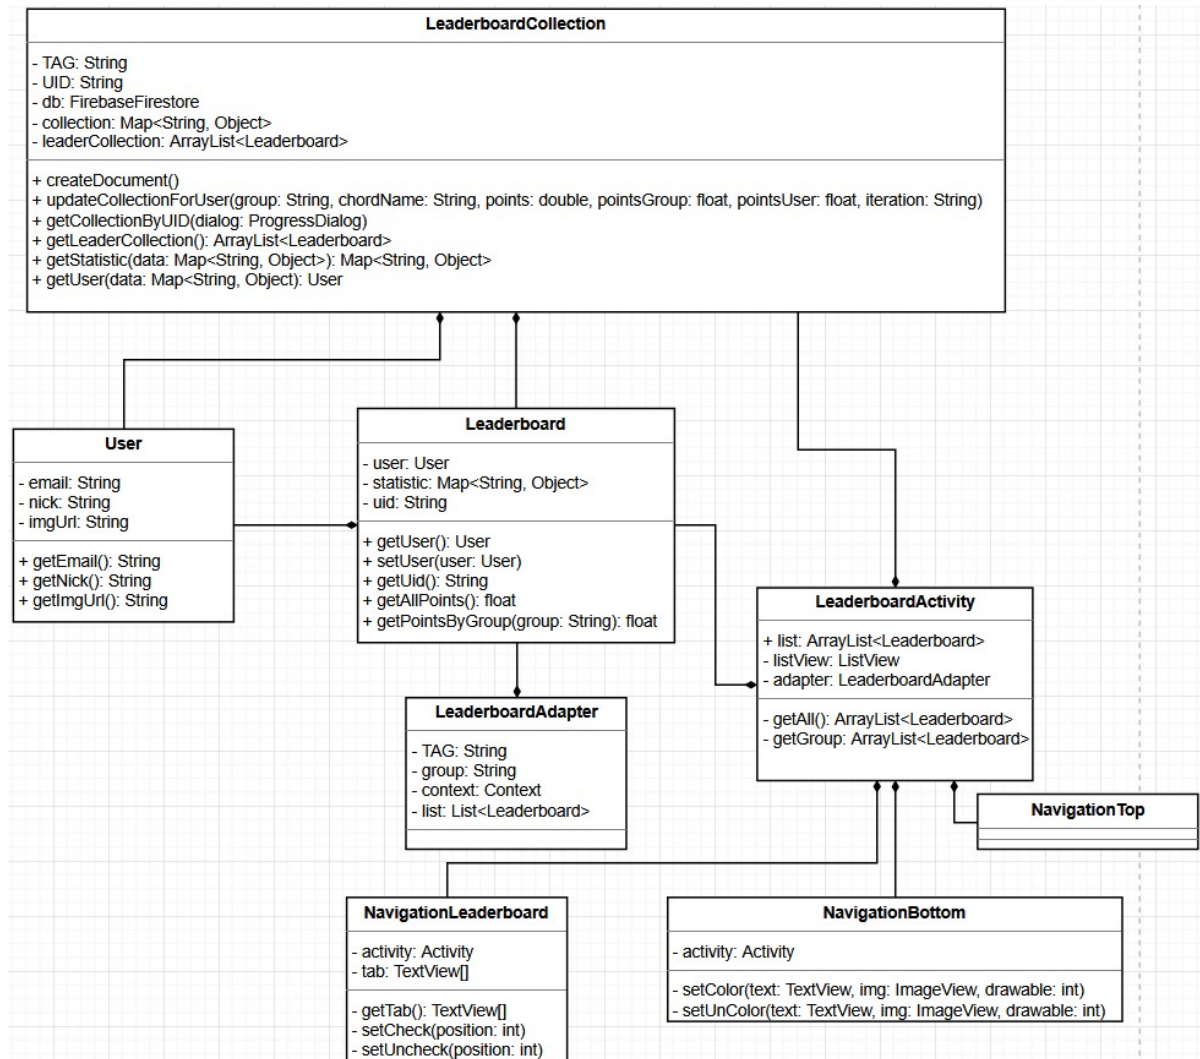 LeaderboardCollection
- TAG: String
- UID: String
- db: FirebaseFirestore
- collection: Map<String, Object>
- leaderCollection: ArrayList<Leaderboard>
+ createDocument()
+ updateCollectionForUser(group: String, chordName: String, points: double, pointsGroup: float, pointsUser: float, iteration: String)
+ getCollectionByUID(dialog: ProgressDialog)
+ getLeaderCollection(): ArrayList<Leaderboard>
+ getStatistic(data: Map<String, Object>): Map<String, Object>
+ getUser(data: Map<String, Object): User
User
- email: String
- nick: String
- imgUrl: String
+ getEmail(): String
+ getNick(): String
+ getImgUrl(): String
Leaderboard
- user: User
- statistic: Map<String, Object>
- uid: String
+ getUser(): User
+ setUser(user: User)
+ getUid(): String
+ getAllPoints(): float
+ getPointsByGroup(group: String): float
LeaderboardActivity
+ list: ArrayList<Leaderboard>
- listView: ListView
- adapter: LeaderboardAdapter
- getAll(): ArrayList<Leaderboard>
- getGroup: ArrayList<Leaderboard>
LeaderboardAdapter
- TAG: String
- group: String
- context: Context
- list: List<Leaderboard>
NavigationTop
NavigationLeaderboard
- activity: Activity
- tab: TextView[]
- getTab(): TextView[]
- setCheck(position: int)
- setUncheck(position: int)
NavigationBottom
- activity: Activity
- setColor(text: TextView, img: ImageView, drawable: int)
- setUnColor(text: TextView, img: ImageView, drawable: int)